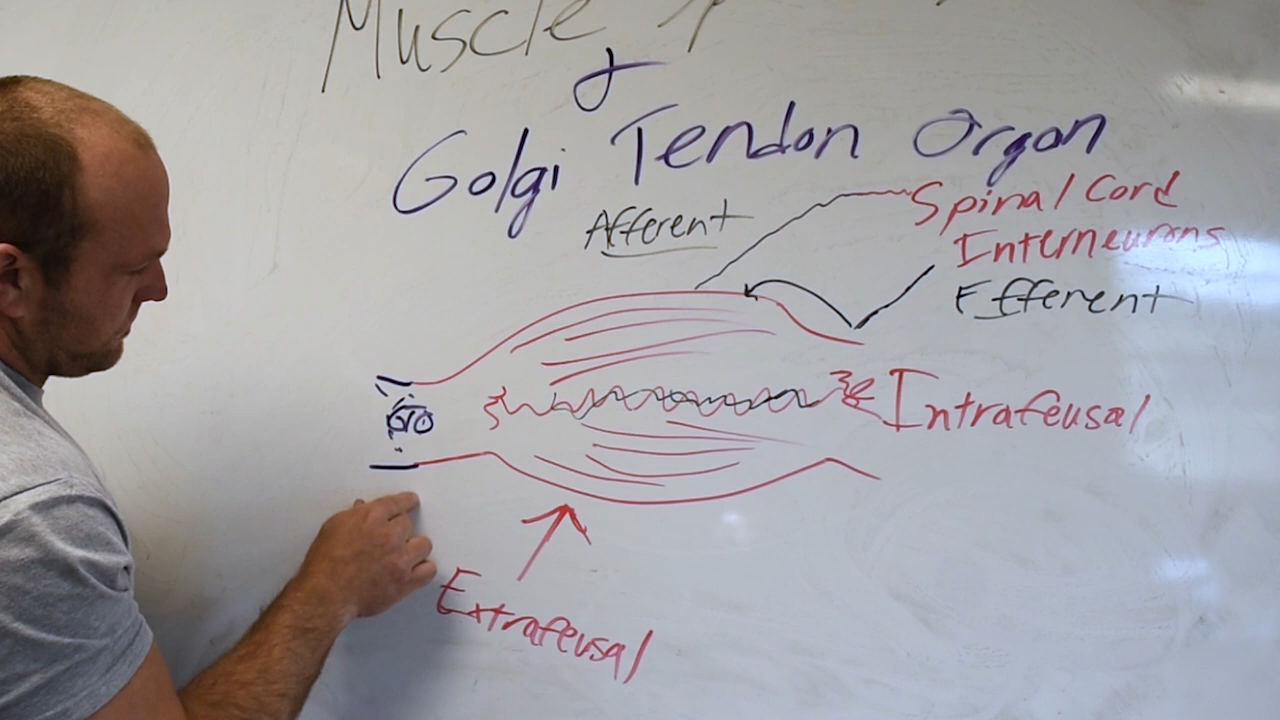 Muscle
&
Golgi Tendon Organ
Afferent
Spinal Cord
Interneurons
Efferent
GTO
Intrafeusal
Extrafeusal